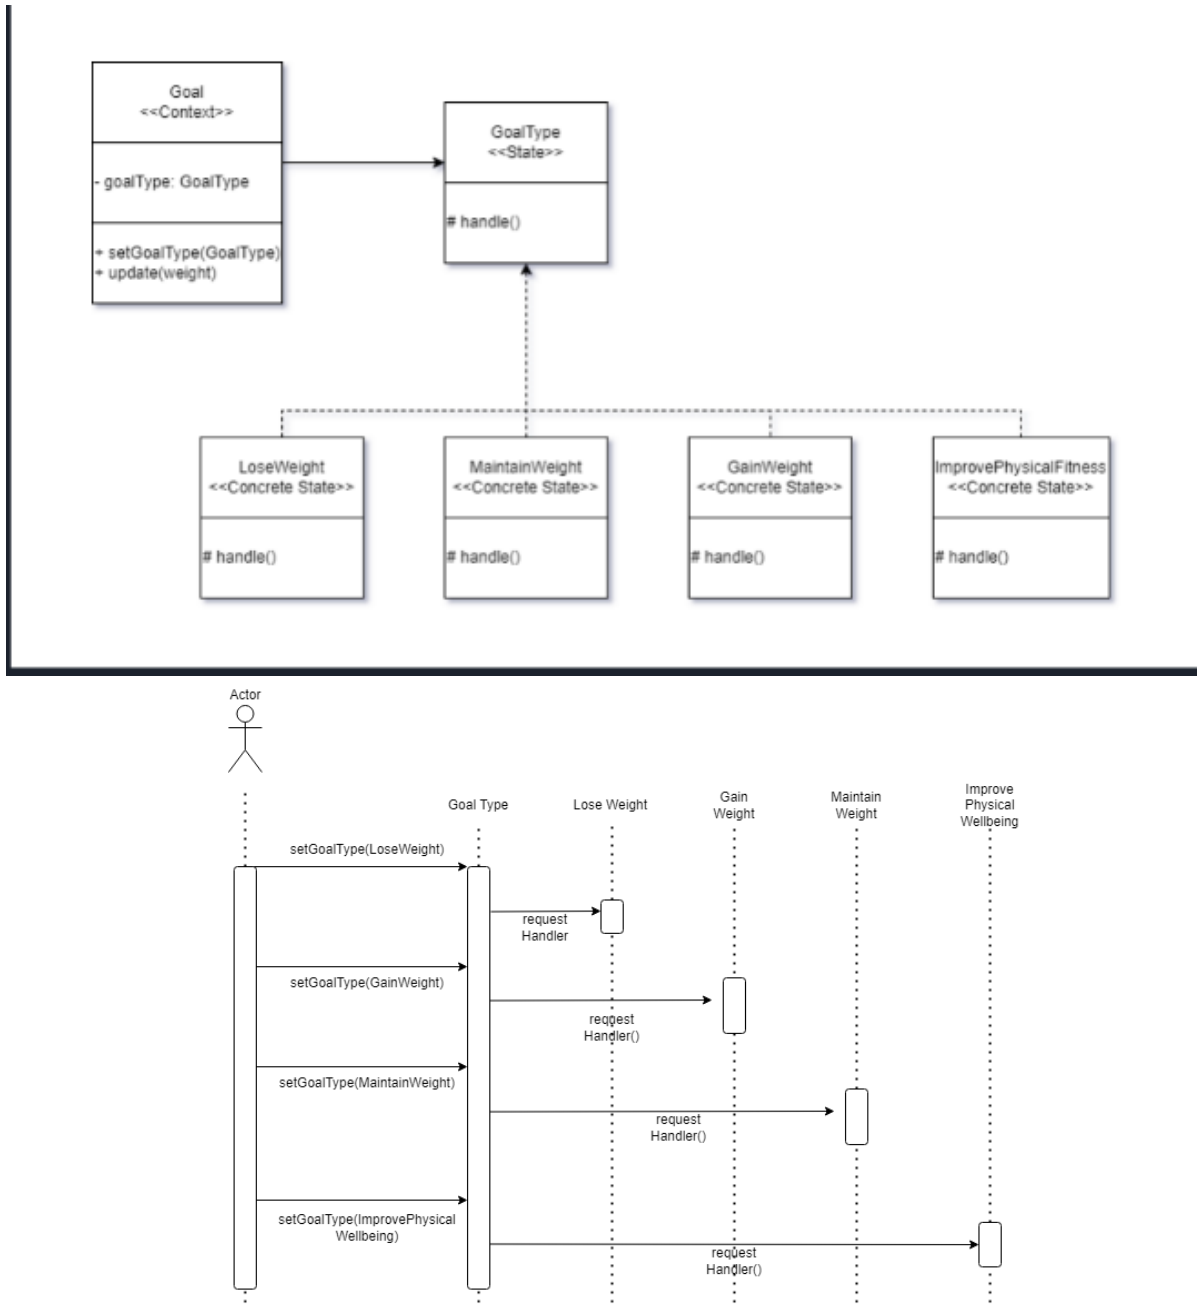 Goal
<<Context>>
- goalType: GoalType
+ setGoalType(GoalType)
+ update(weight)
GoalType
<<State>>
# handle()
LoseWeight
<<Concrete State>>
# handle()
MaintainWeight
<<Concrete State>>
# handle()
GainWeight
<<Concrete State>>
# handle()
ImprovePhysicalFitness
<<Concrete State>>
# handle()
Actor
Goal Type
Lose Weight
Gain
Weight
Maintain
Weight
Improve
Physical
Wellbeing
setGoalType(LoseWeight)
request
Handler
setGoalType(GainWeight)
request
Handler()
setGoalType(MaintainWeight)
request
Handler()
setGoalType(ImprovePhysical
Wellbeing)
request
Handler()